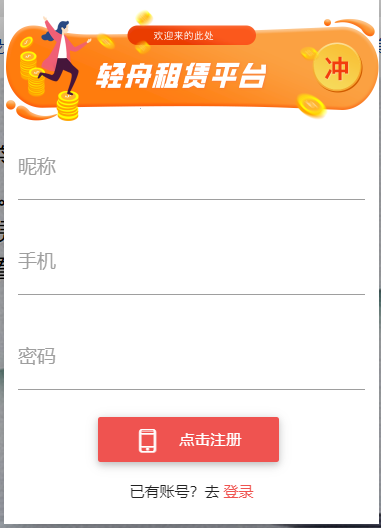 欢迎来的此处
轻舟租赁平台
冲
昵称
手机
密码
点击注册
已有账号？去 登录